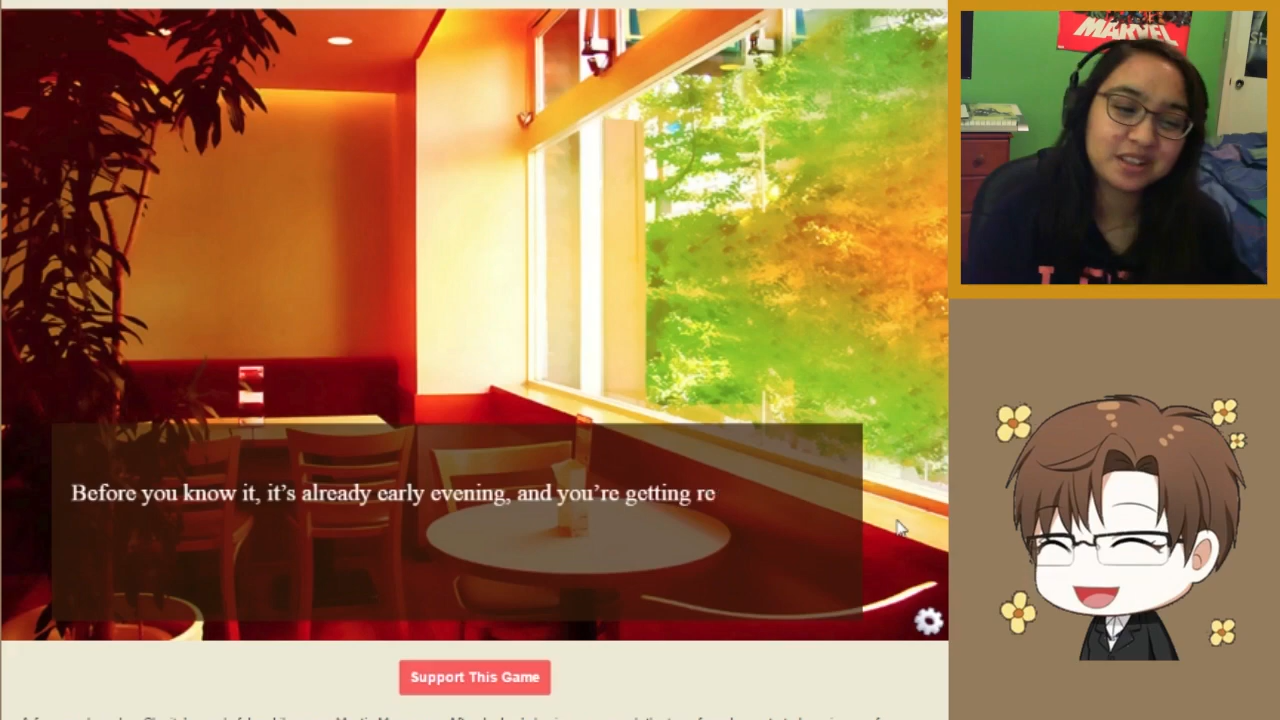 MARVEL
Before you know it, it’s already early evening, and you’re getting re
Support This Game